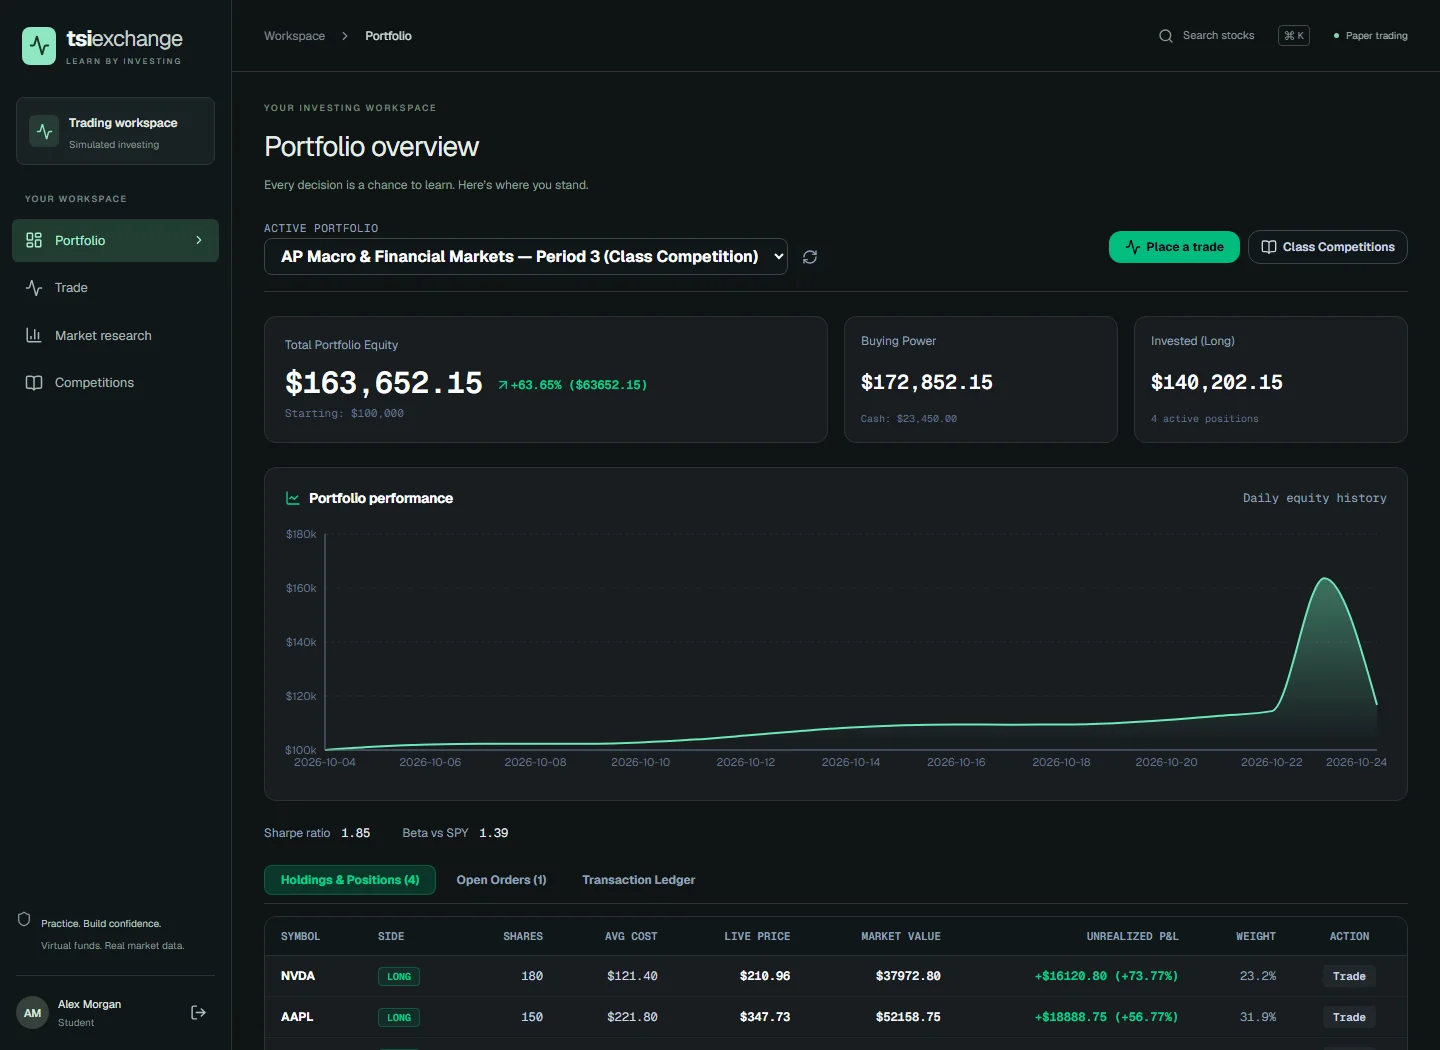 tsiexchange
LEARN BY INVESTING
Trading workspace
Simulated investing
YOUR WORKSPACE
Portfolio
Trade
Market research
Competitions
Practice. Build confidence.
Virtual funds. Real market data.
AM
Alex Morgan
Student
Workspace > Portfolio
Search stocks ⌘ K
Paper trading
YOUR INVESTING WORKSPACE
Portfolio overview
Every decision is a chance to learn. Here's where you stand.
ACTIVE PORTFOLIO
AP Macro & Financial Markets — Period 3 (Class Competition)
Place a trade
Class Competitions
Total Portfolio Equity
$163,652.15 +63.65% ($63652.15)
Starting: $100,000
Buying Power
$172,852.15
Cash: $23,450.00
Invested (Long)
$140,202.15
4 active positions
Portfolio performance
Daily equity history
$180k
$160k
$140k
$120k
$100k
2026-10-04 2026-10-06 2026-10-08 2026-10-10 2026-10-12 2026-10-14 2026-10-16 2026-10-18 2026-10-20 2026-10-22 2026-10-24
Sharpe ratio 1.85 Beta vs SPY 1.39
Holdings & Positions (4) Open Orders (1) Transaction Ledger
SYMBOL SIDE SHARES AVG COST LIVE PRICE MARKET VALUE UNREALIZED P&L WEIGHT ACTION
NVDA LONG 180 $121.40 $210.96 $37972.80 +$16120.80 (+73.77%) 23.2% Trade
AAPL LONG 150 $221.80 $347.73 $52158.75 +$18888.75 (+56.77%) 31.9% Trade